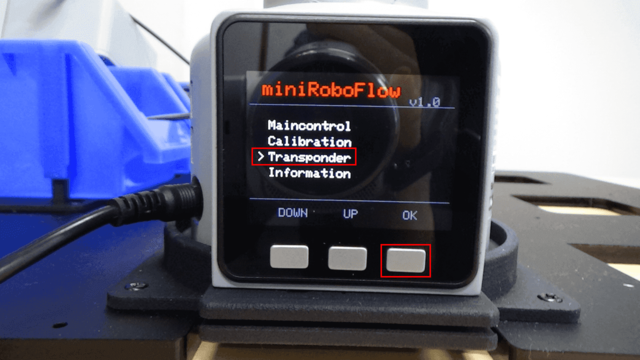 miniRoboFlow
v1.0
Maincontrol
Calibration
> Transponder
Information
DOWN UP OK